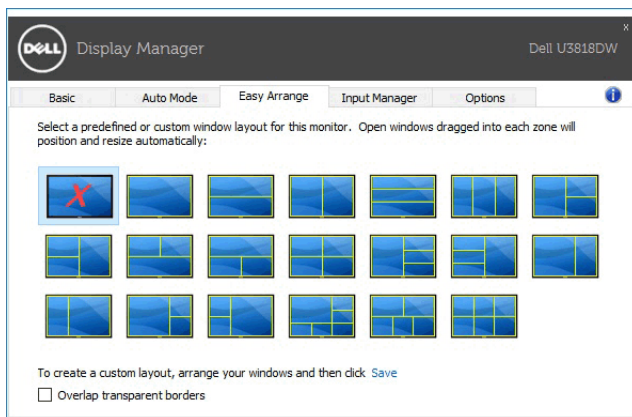 x
DELL Display Manager Dell U3818DW
Basic Auto Mode Easy Arrange Input Manager Options i
Select a predefined or custom window layout for this monitor. Open windows dragged into each zone will
position and resize automatically:
X
To create a custom layout, arrange your windows and then click Save
Overlap transparent borders